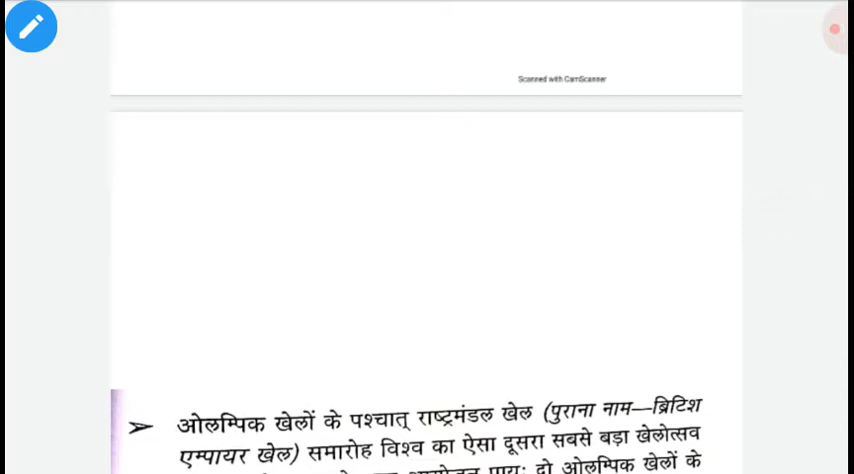 Scanned with CamScanner
ओलम्पिक खेलों के पश्चात् राष्ट्रमंडल खेल (पुराना नाम—ब्रिटिश
एम्पायर खेल) समारोह विश्व का ऐसा दूसरा सबसे बड़ा खेलोत्सव
दो ओलम्पिक खेलों के